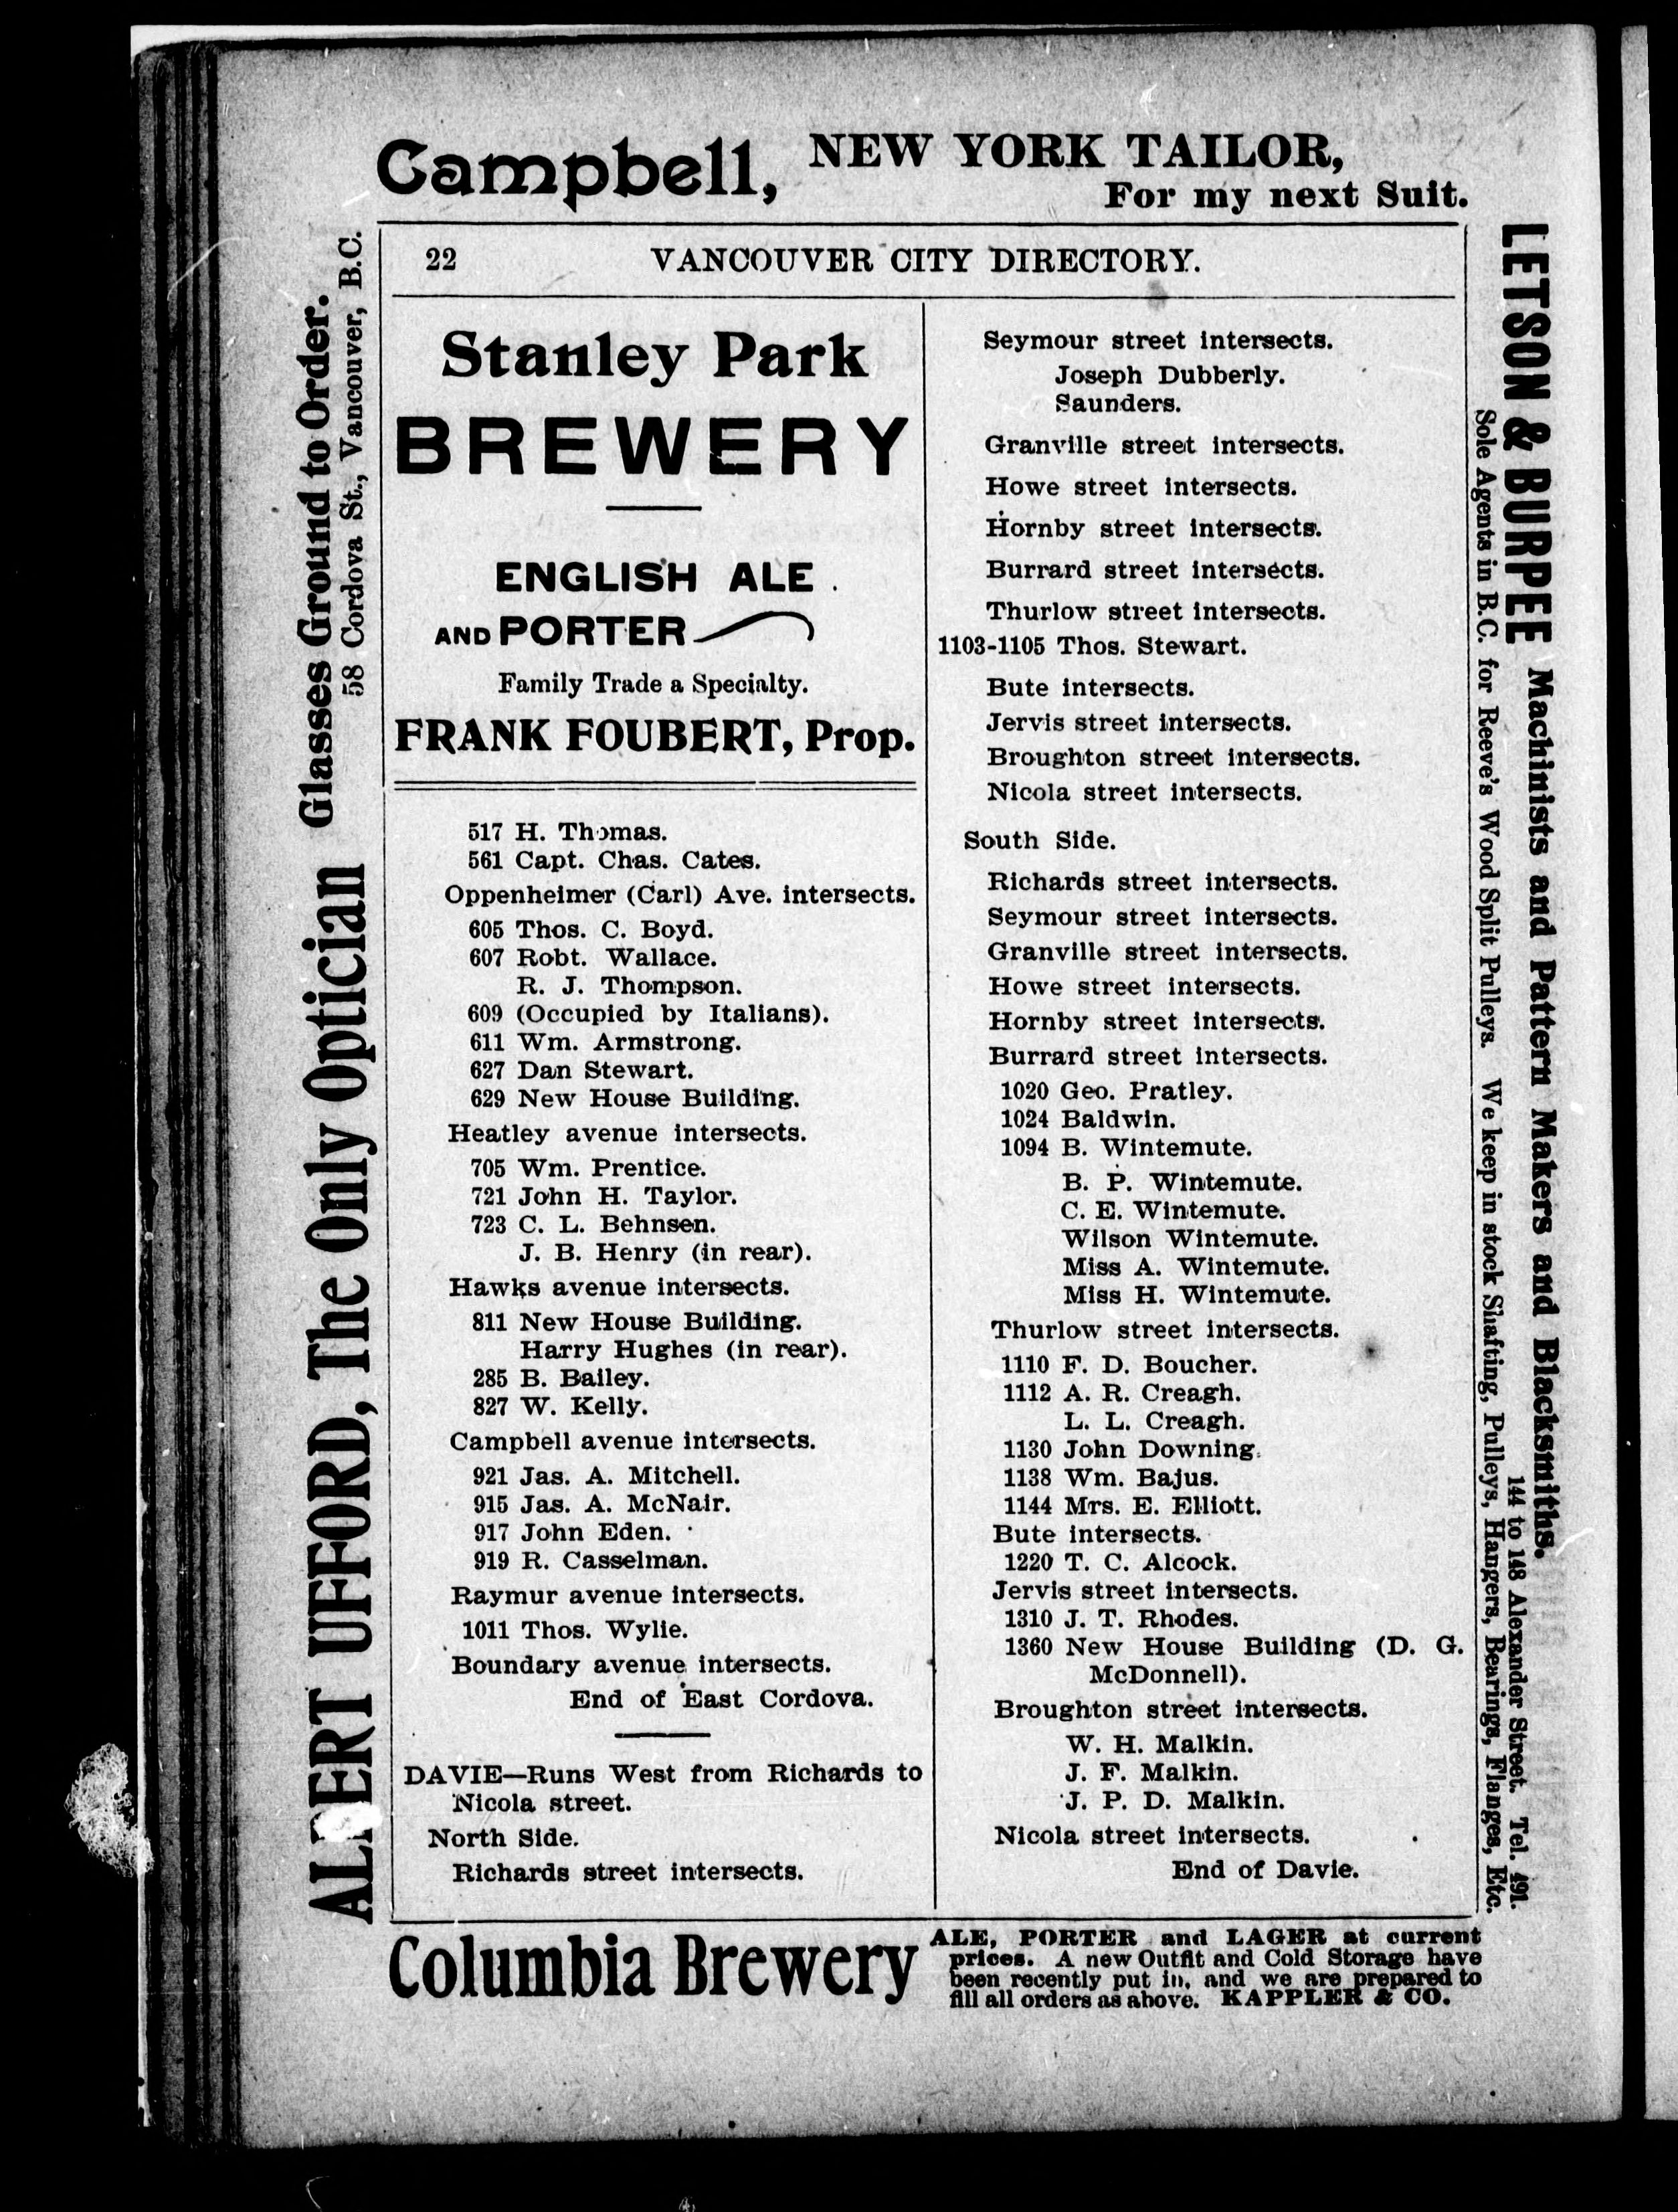 Campbell, NEW YORK TAILOR,
For my next Suit.
22 VANCOUVER CITY DIRECTORY.
Stanley Park
BREWERY
ENGLISH ALE
AND PORTER
Family Trade a Specialty.
FRANK FOUBERT, Prop.
517 H. Thomas.
561 Capt. Chas. Cates.
Oppenheimer (Carl) Ave. intersects.
605 Thos. C. Boyd.
607 Robt. Wallace.
R. J. Thompson.
609 (Occupied by Italians).
611 Wm. Armstrong.
627 Dan Stewart.
629 New House Building.
Heatley avenue intersects.
705 Wm. Prentice.
721 John H. Taylor.
723 C. L. Behnsen.
J. B. Henry (in rear).
Hawks avenue intersects.
811 New House Building.
Harry Hughes (in rear).
285 B. Bailey.
827 W. Kelly.
Campbell avenue intersects.
921 Jas. A. Mitchell.
915 Jas. A. McNair.
917 John Eden.
919 R. Casselman.
Raymur avenue intersects.
1011 Thos. Wylie.
Boundary avenue intersects.
End of East Cordova.
DAVIE—Runs West from Richards to
Nicola street.
North Side.
Richards street intersects.
Seymour street intersects.
Joseph Dubberly.
Saunders.
Granville street intersects.
Howe street intersects.
Hornby street intersects.
Burrard street intersects.
Thurlow street intersects.
1103-1105 Thos. Stewart.
Bute intersects.
Jervis street intersects.
Broughton street intersects.
Nicola street intersects.
South Side.
Richards street intersects.
Seymour street intersects.
Granville street intersects.
Howe street intersects.
Hornby street intersects.
Burrard street intersects.
1020 Geo. Pratley.
1024 Baldwin.
1094 B. Wintemute.
B. P. Wintemute.
C. E. Wintemute.
Wilson Wintemute.
Miss A. Wintemute.
Miss H. Wintemute.
Thurlow street intersects.
1110 F. D. Boucher.
1112 A. R. Creagh.
L. L. Creagh.
1130 John Downing.
1138 Wm. Bajus.
1144 Mrs. E. Elliott.
Bute intersects.
1220 T. C. Alcock.
Jervis street intersects.
1310 J. T. Rhodes.
1360 New House Building (D. G.
McDonnell).
Broughton street intersects.
W. H. Malkin.
J. F. Malkin.
J. P. D. Malkin.
Nicola street intersects.
End of Davie.
ALBERT UFFORD, The Only Optician Glasses Ground to Order.
58 Cordova St., Vancouver, B.C.
LETSON & BURPEE Machinists and Pattern Makers and Blacksmiths.
144 to 148 Alexander Street. Tel. 491.
Sole Agents in B.C. for Reeve's Wood Split Pulleys. We keep in stock Shafting, Pulleys, Hangers, Bearings, Flanges, Etc.
Columbia Brewery ALE, PORTER and LAGER at current
prices. A new Outfit and Cold Storage have
been recently put in, and we are prepared to
fill all orders as above. KAPPLER & CO.